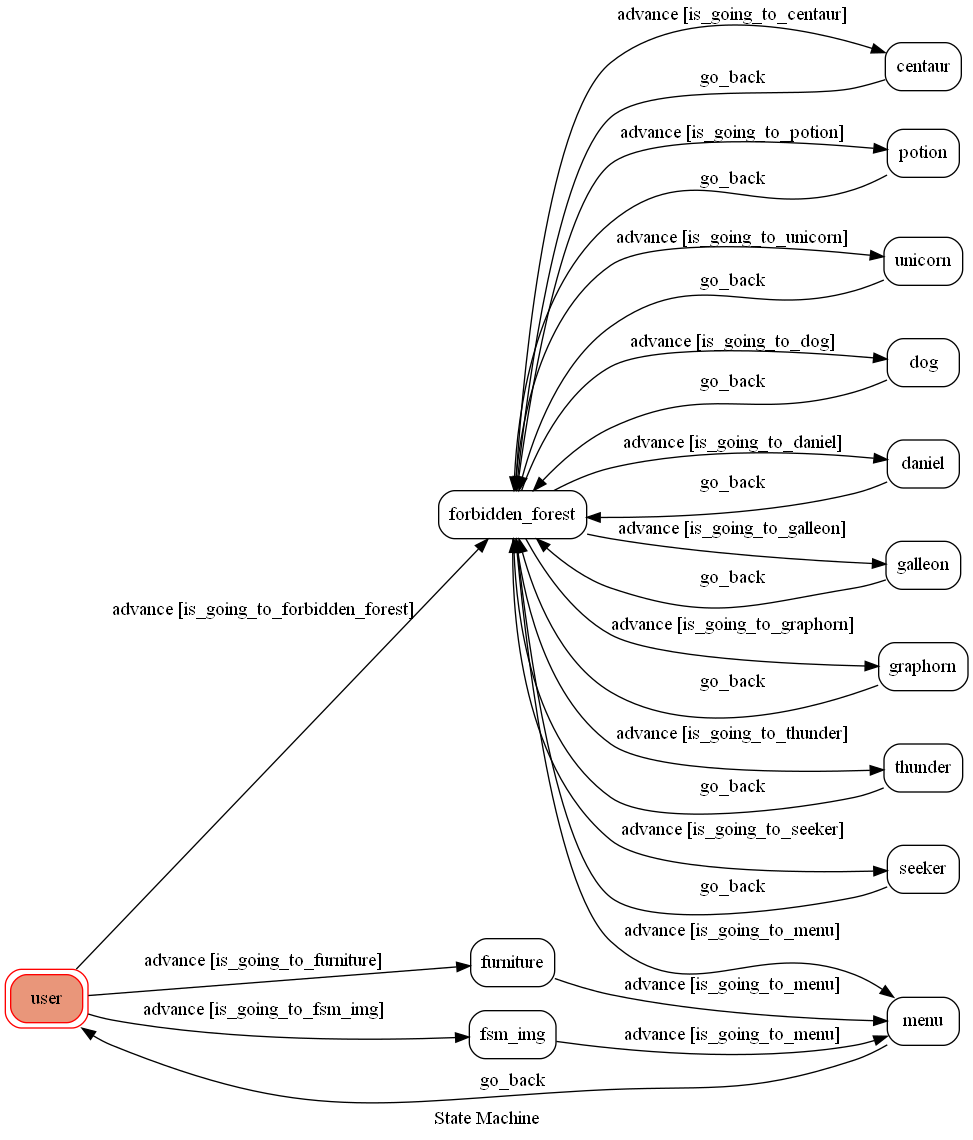 advance [is_going_to_centaur]
centaur
go_back
advance [is_going_to_potion]
potion
go_back
advance [is_going_to_unicorn]
unicorn
go_back
advance [is_going_to_dog]
dog
go_back
advance [is_going_to_daniel]
daniel
go_back
forbidden_forest
advance [is_going_to_galleon]
galleon
go_back
advance [is_going_to_forbidden_forest]
advance [is_going_to_graphorn]
graphorn
go_back
advance [is_going_to_thunder]
thunder
go_back
advance [is_going_to_seeker]
seeker
go_back
advance [is_going_to_menu]
advance [is_going_to_furniture]
furniture
advance [is_going_to_menu]
user
advance [is_going_to_fsm_img]
menu
fsm_img
advance [is_going_to_menu]
go_back
State Machine